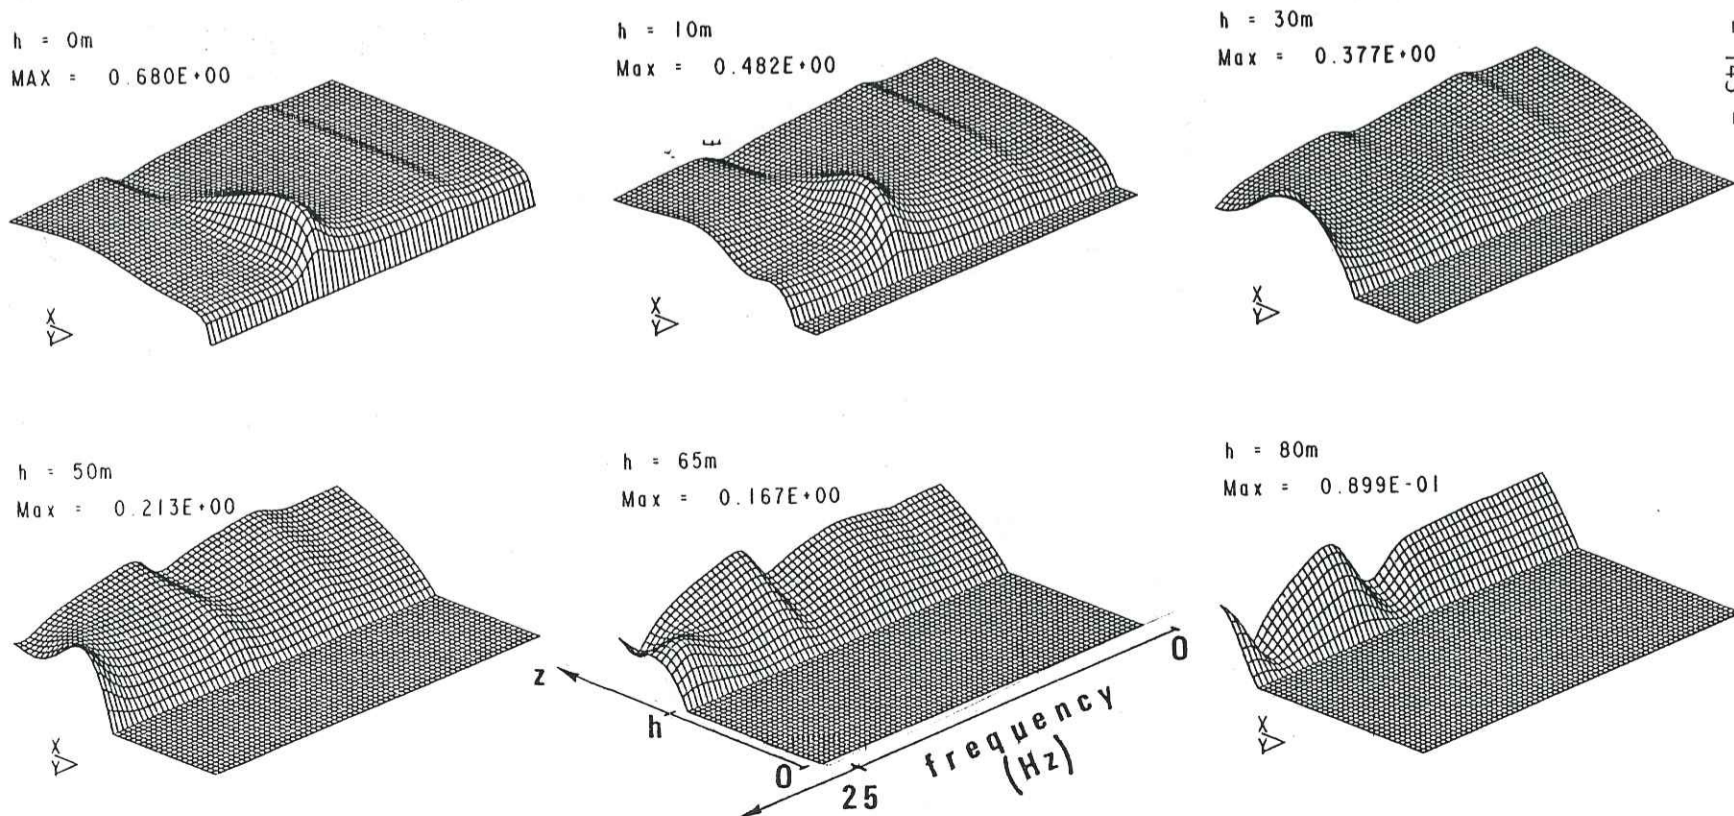 h = 0m
MAX = 0.680E+00
h = 10m
Max = 0.482E+00
h = 30m
Max = 0.377E+00
X
Y
X
Y
X
Y
h = 50m
Max = 0.213E+00
h = 65m
Max = 0.167E+00
h = 80m
Max = 0.899E-01
z
h
0
25
frequency
(Hz)
0
X
Y
X
Y